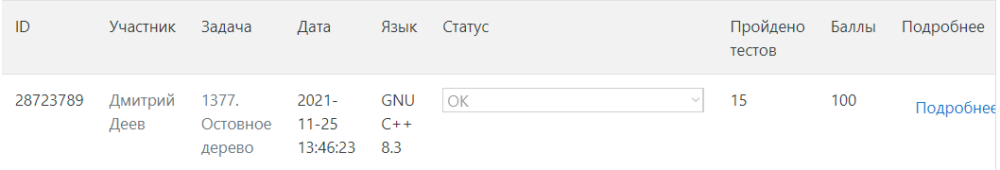 ID Участник Задача Дата Язык Статус Пройдено тестов Баллы Подробнее
28723789 Дмитрий Деев 1377. Остовное дерево 2021-11-25 13:46:23 GNU C++ 8.3 OK 15 100 Подробнее